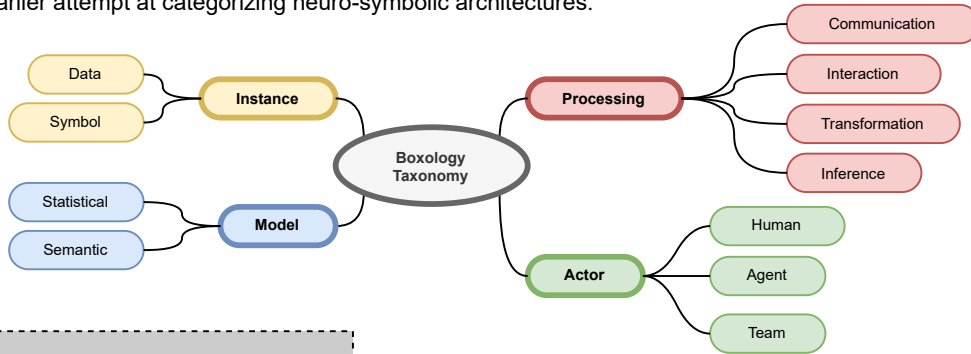 earlier attempt at categorizing neuro-symbolic architectures.
Data
Symbol
Instance
Statistical
Semantic
Model
Boxology
Taxonomy
Processing
Communication
Interaction
Transformation
Inference
Actor
Human
Agent
Team